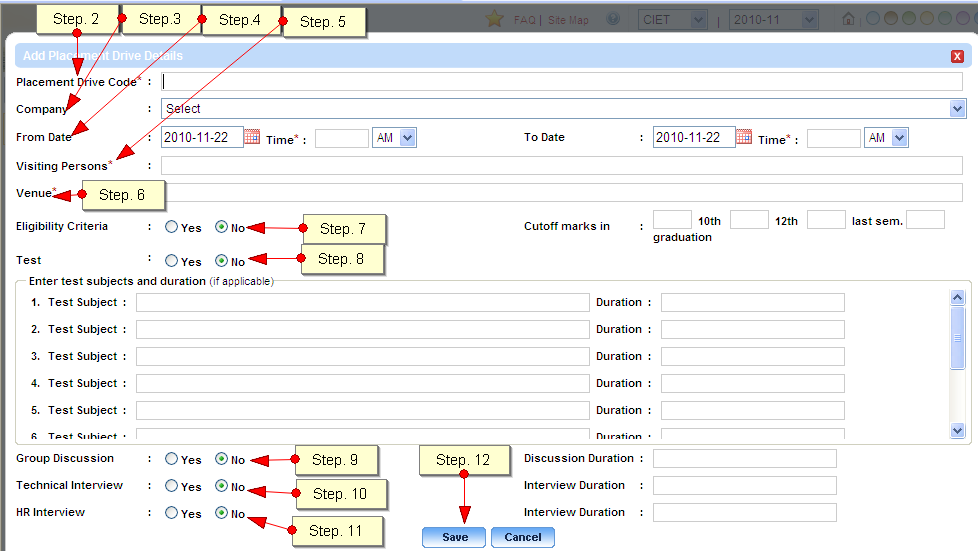 Step. 2 Step.3 Step.4 Step. 5 FAQ | Site Map CIET | 2010-11
Add Placement Drive Details
Placement Drive Code* :
Company : Select
From Date : 2010-11-22 Time* : AM To Date : 2010-11-22 Time* : AM
Visiting Persons* :
Venue* Step. 6
Eligibility Criteria : Yes No Step. 7 Cutoff marks in : 10th 12th last sem.
graduation
Test : Yes No Step. 8
Enter test subjects and duration (if applicable)
1. Test Subject : Duration :
2. Test Subject : Duration :
3. Test Subject : Duration :
4. Test Subject : Duration :
5. Test Subject : Duration :
6. Test Subject : Duration :
Group Discussion : Yes No Step. 9 Step. 12 Discussion Duration :
Technical Interview : Yes No Step. 10 Interview Duration :
HR Interview : Yes No Step. 11 Interview Duration :
Save Cancel